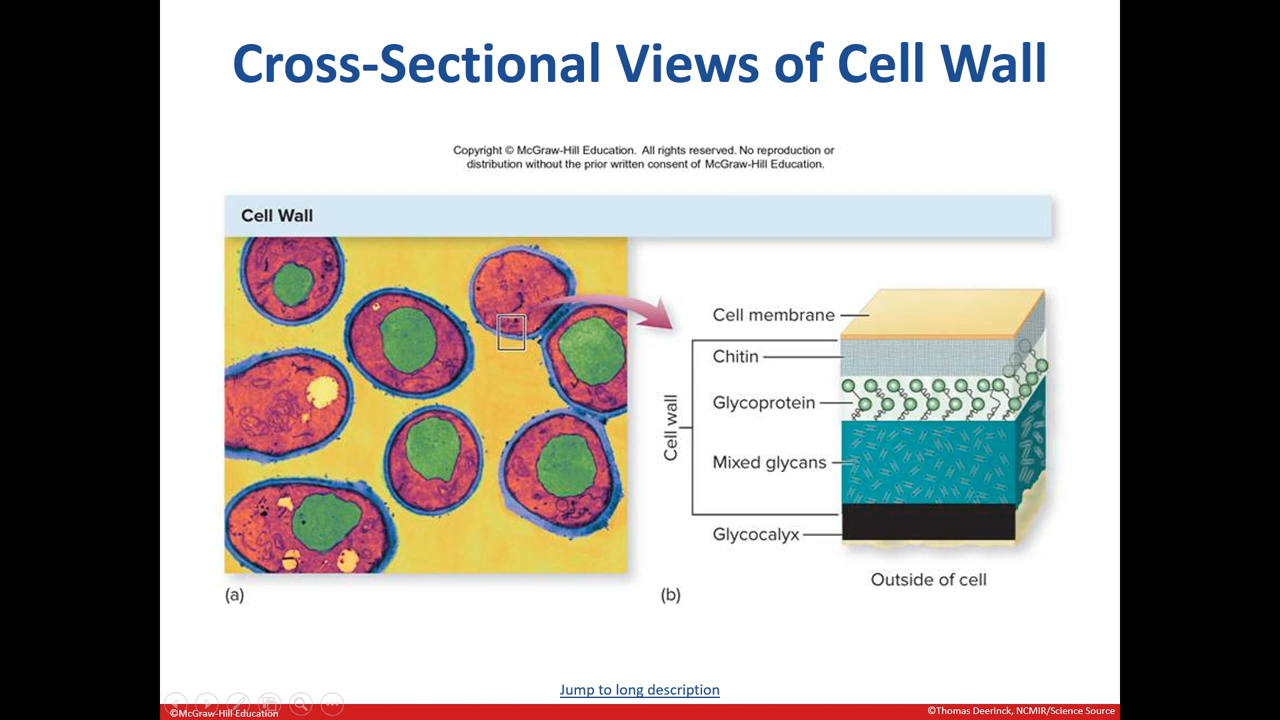 Cross-Sectional Views of Cell Wall
Copyright © McGraw-Hill Education. All rights reserved. No reproduction or
distribution without the prior written consent of McGraw-Hill Education.
Cell Wall
Cell membrane
Chitin
Glycoprotein
Cell wall
Mixed glycans
Glycocalyx
Outside of cell
(a)
(b)
Jump to long description
©McGraw-Hill Education
©Thomas Deerinck, NCMIR/Science Source